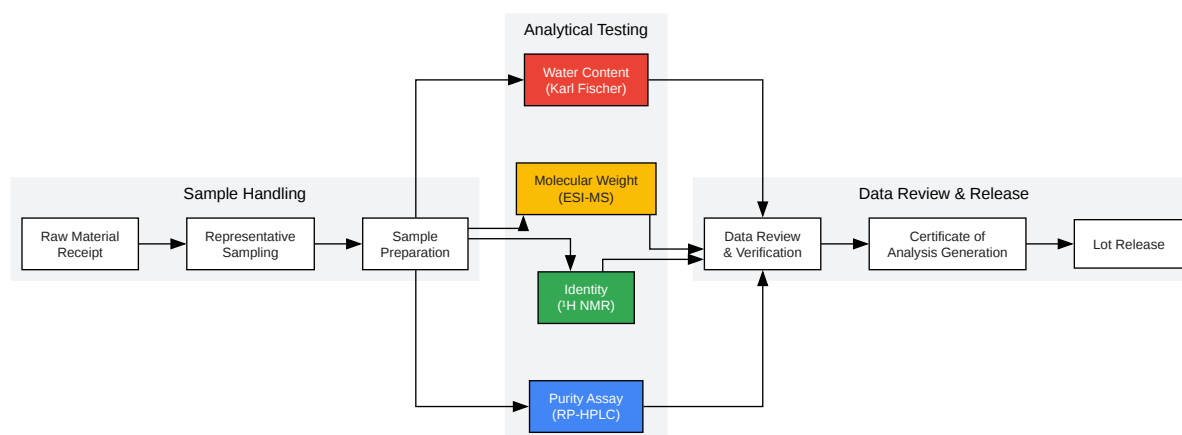 Analytical Testing
Water Content
(Karl Fischer)
Molecular Weight
(ESI-MS)
Identity
(¹H NMR)
Purity Assay
(RP-HPLC)
Sample Handling
Raw Material
Receipt
Representative
Sampling
Sample
Preparation
Data Review & Release
Data Review
& Verification
Certificate of
Analysis Generation
Lot Release